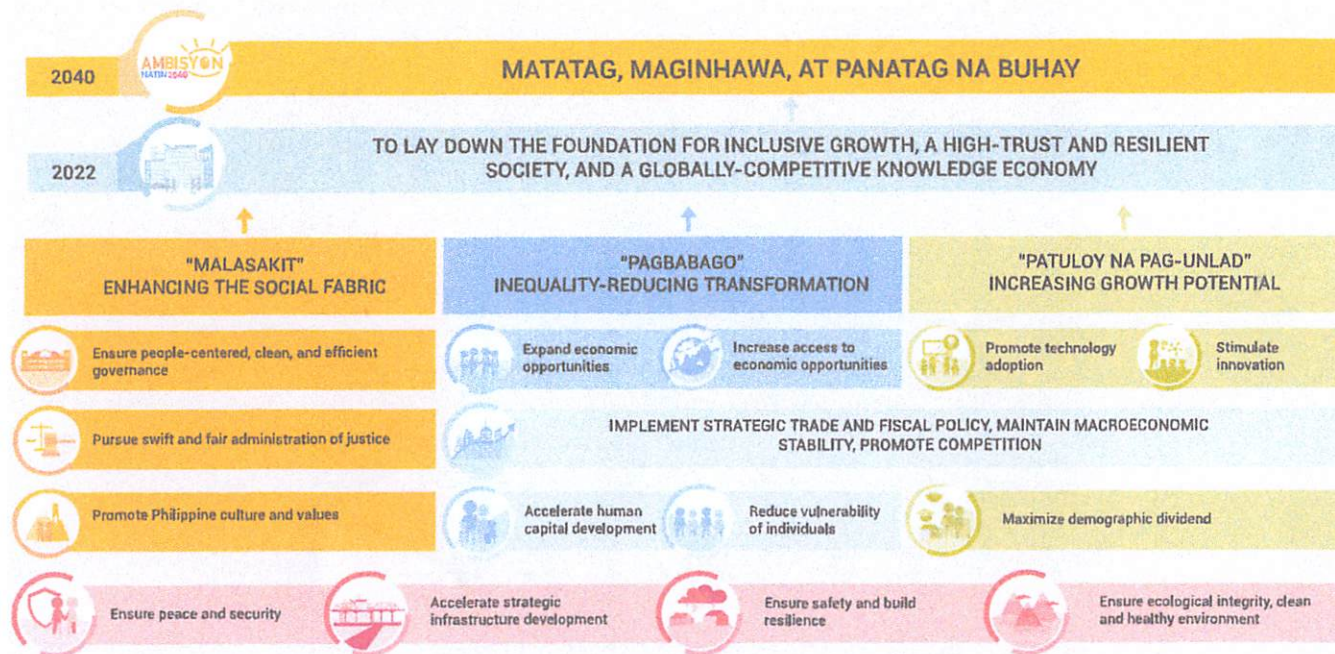 2040
AMBISYON
NATIN 2040
MATATAG, MAGINHAWA, AT PANATAG NA BUHAY
2022
TO LAY DOWN THE FOUNDATION FOR INCLUSIVE GROWTH, A HIGH-TRUST AND RESILIENT
SOCIETY, AND A GLOBALLY-COMPETITIVE KNOWLEDGE ECONOMY
"MALASAKIT"
ENHANCING THE SOCIAL FABRIC
"PAGBABAGO"
INEQUALITY-REDUCING TRANSFORMATION
"PATULOY NA PAG-UNLAD"
INCREASING GROWTH POTENTIAL
Ensure people-centered, clean, and efficient
governance
Expand economic
opportunities
Increase access to
economic opportunities
Promote technology
adoption
Stimulate
innovation
Pursue swift and fair administration of justice
IMPLEMENT STRATEGIC TRADE AND FISCAL POLICY, MAINTAIN MACROECONOMIC
STABILITY, PROMOTE COMPETITION
Promote Philippine culture and values
Accelerate human
capital development
Reduce vulnerability
of individuals
Maximize demographic dividend
Ensure peace and security
Accelerate strategic
infrastructure development
Ensure safety and build
resilience
Ensure ecological integrity, clean
and healthy environment